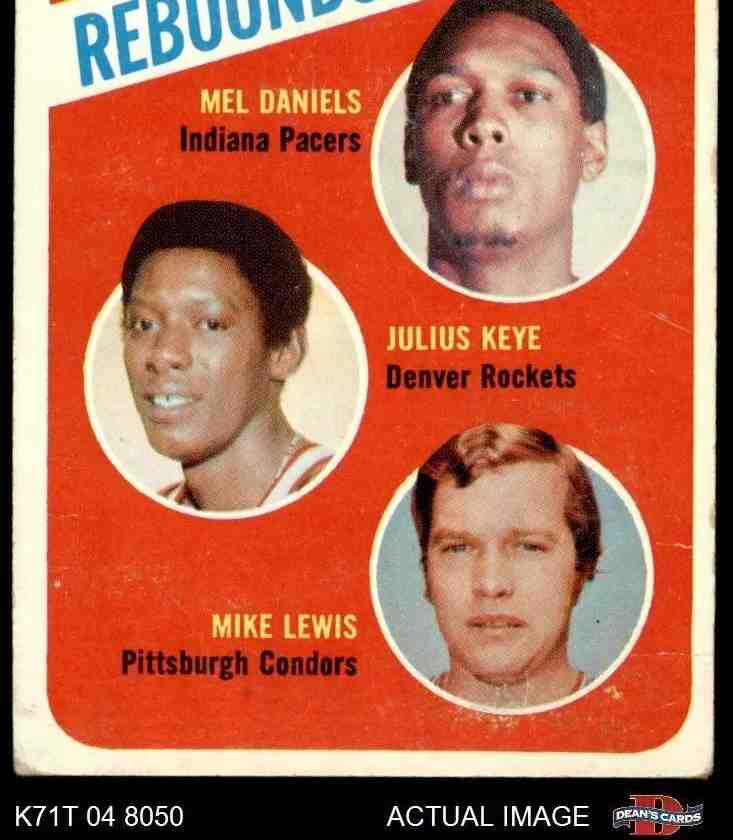 REBOUNDS
MEL DANIELS
Indiana Pacers
JULIUS KEYE
Denver Rockets
MIKE LEWIS
Pittsburgh Condors
K71T 04 8050
ACTUAL IMAGE
DEAN'S CARDS